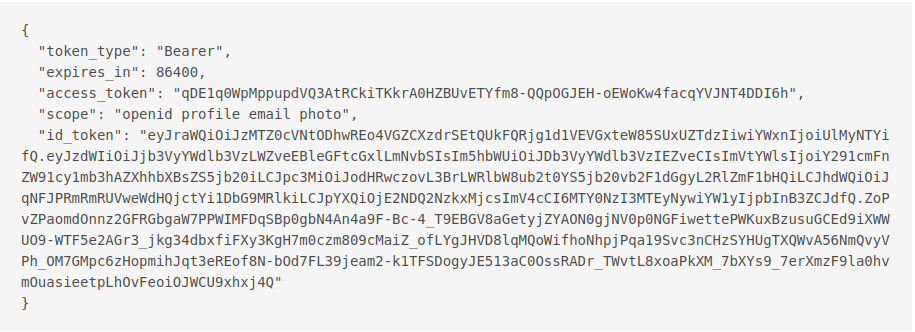 {
  "token_type": "Bearer",
  "expires_in": 86400,
  "access_token": "qDE1q0WpMppupdVQ3AtRCkiTKkrA0HZBUvETYfm8-QQpOGJEH-oEWoKw4facqYVJNT4DDI6h",
  "scope": "openid profile email photo",
  "id_token": "eyJraWQiOiJzMTZ0cVNtODhwREo4VGZCXzdrSEtQUkFQRjg1d1VEVGxteW85SUxUZTdzIiwiYWxnIjoiUlMyNTYi
fQ.eyJzdWIiOiJjb3VyYWdlb3VzLWZveEBleGFtcGxlLmNvbSIsIm5hbWUiOiJDb3VyYWdlb3VzIEZveCIsImVtYWlsIjoiY291cmFn
ZW91cy1mb3hAZXhhbXBsZS5jb20iLCJpc3MiOiJodHRwczovL3BrLWRlbW8ub2t0YS5jb20vb2F1dGgyL2RlZmF1bHQiLCJhdWQiOiJ
qNFJPRmRmRUVweWdHQjctYi1DbG9MRlkiLCJpYXQiOjE2NDQ2NzkxMjcsImV4cCI6MTY0NzI3MTEyNywiYW1yIjpbInB3ZCJdfQ.ZoP
vZPaomdOnnz2GFRGbgaW7PPWIMFDqSBp0gbN4An4a9F-Bc-4_T9EBGV8aGetyjZYAON0gjNV0p0NGFiwettePWKuxBzusuGCEd9iXWW
UO9-WTF5e2AGr3_jkg34dbxfiFXy3KgH7m0czm809cMaiZ_ofLYgJHVD8lqMQoWifhoNhpjPqa19Svc3nCHzSYHUgTXQWvA56NmQvyV
Ph_OM7GMpc6zHopmihJqt3eREof8N-bOd7FL39jeam2-k1TFSDogyJE513aC0OssRADr_TWvtL8xoaPkXM_7bXYs9_7erXmzF9la0hv
mOuasieetpLhOvFeoiOJWCU9xhxj4Q"
}